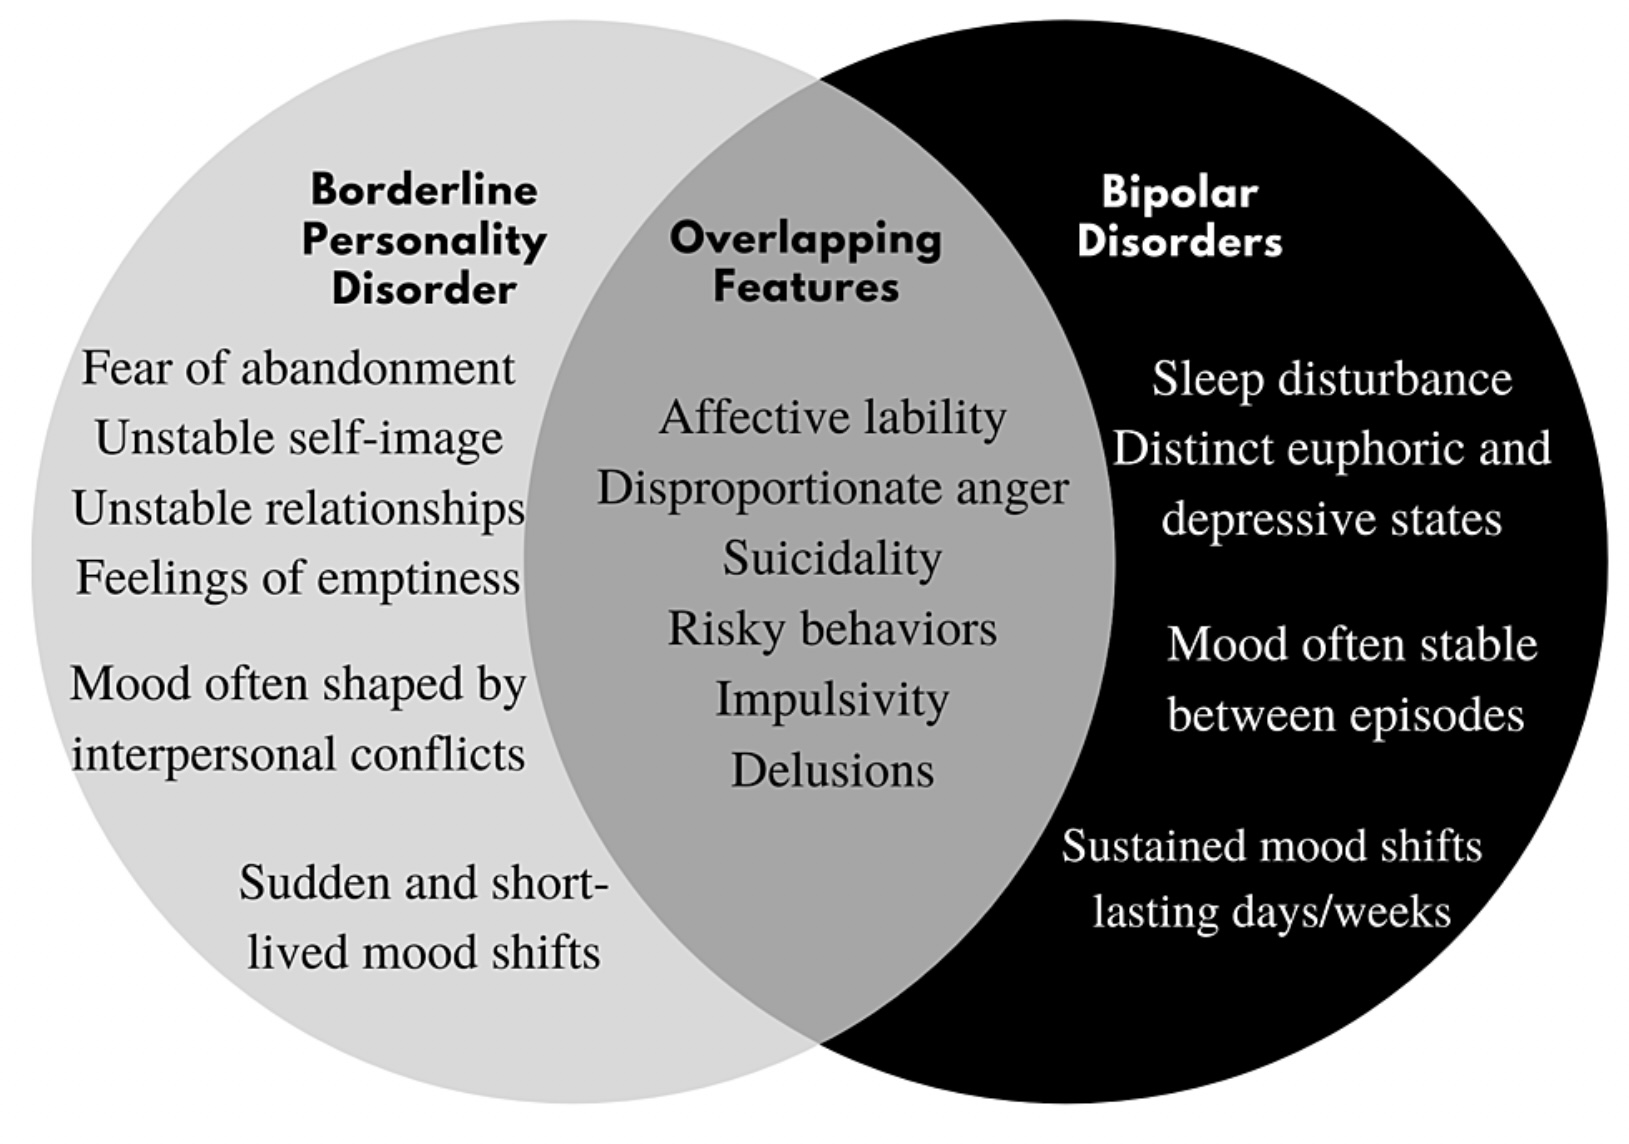 Borderline
Personality
Disorder
Fear of abandonment
Unstable self-image
Unstable relationships
Feelings of emptiness
Mood often shaped by
interpersonal conflicts
Sudden and short-
lived mood shifts
Overlapping
Features
Affective lability
Disproportionate anger
Suicidality
Risky behaviors
Impulsivity
Delusions
Bipolar
Disorders
Sleep disturbance
Distinct euphoric and
depressive states
Mood often stable
between episodes
Sustained mood shifts
lasting days/weeks